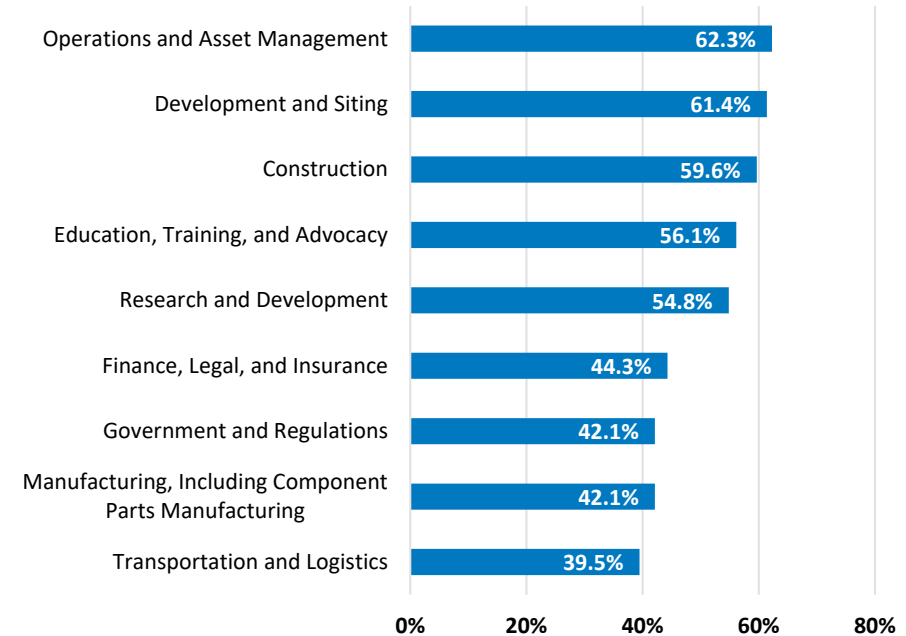 Operations and Asset Management 62.3%
Development and Siting 61.4%
Construction 59.6%
Education, Training, and Advocacy 56.1%
Research and Development 54.8%
Finance, Legal, and Insurance 44.3%
Government and Regulations 42.1%
Manufacturing, Including Component
Parts Manufacturing 42.1%
Transportation and Logistics 39.5%
0% 20% 40% 60% 80%